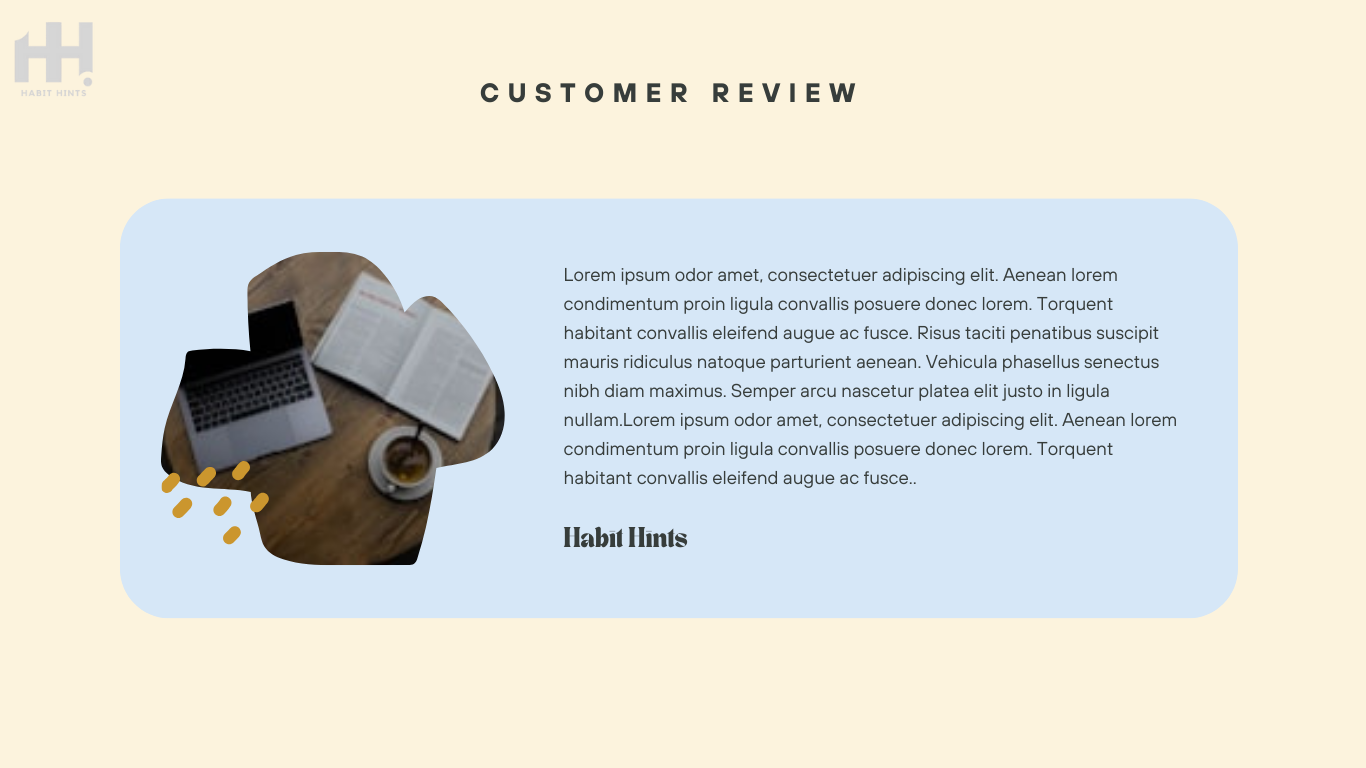 HABIT HINTS
CUSTOMER REVIEW
Lorem ipsum odor amet, consectetuer adipiscing elit. Aenean lorem
condimentum proin ligula convallis posuere donec lorem. Torquent
habitant convallis eleifend augue ac fusce. Risus taciti penatibus suscipit
mauris ridiculus natoque parturient aenean. Vehicula phasellus senectus
nibh diam maximus. Semper arcu nascetur platea elit justo in ligula
nullam.Lorem ipsum odor amet, consectetuer adipiscing elit. Aenean lorem
condimentum proin ligula convallis posuere donec lorem. Torquent
habitant convallis eleifend augue ac fusce..
Habit Hints